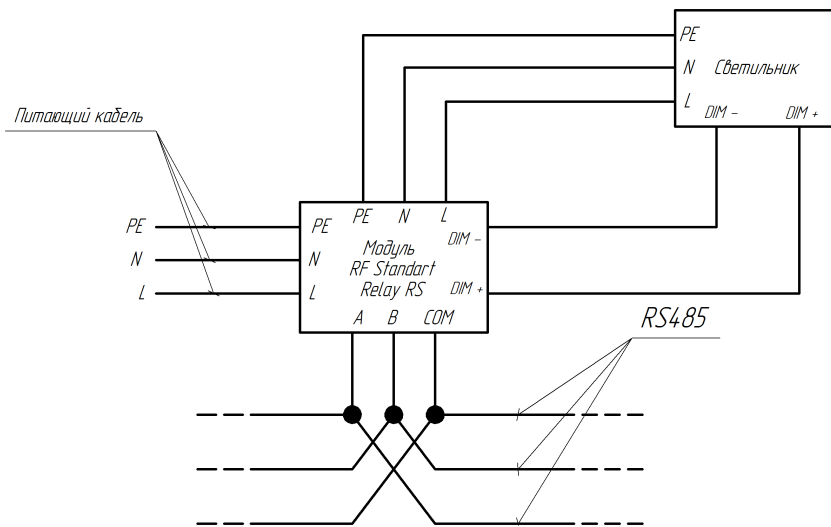 PE
N
Светильник
L
DIM -
DIM +
Питающий кабель
PE
N
L
PE
N
L
PE
N
L
DIM -
DIM +
Модуль
RF Standart
Relay RS
A
B
COM
RS485